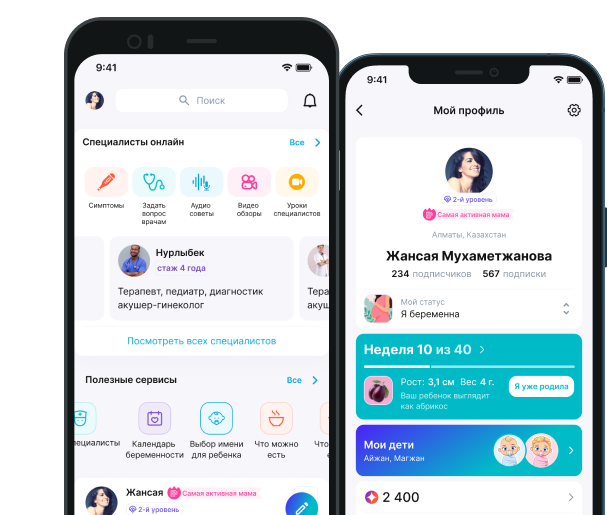 9:41
Поиск
Специалисты онлайн
Все
Симптомы
Задать
вопрос
врачам
Аудио
советы
Видео
обзоры
Уроки
специалистов
Нурлыбек
стаж 4 года
Терапевт, педиатр, диагностик
акушер-гинеколог
Тера
акуш
Посмотреть всех специалистов
Полезные сервисы
Все
ециалисты
Календарь
беременности
Выбор имени
для ребенка
Что можно
есть
Что
Жансая
Самая активная мама
2-й уровень
9:41
Мой профиль
2-й уровень
Самая активная мама
Алматы, Казахстан
Жансая Мухаметжанова
234 подписчиков 567 подписки
Мой статус
Я беременна
Неделя 10 из 40
Рост: 3,1 см Вес 4 г.
Ваш ребенок выглядит
как абрикос
Я уже родила
Мои дети
Айжан, Магжан
2 400